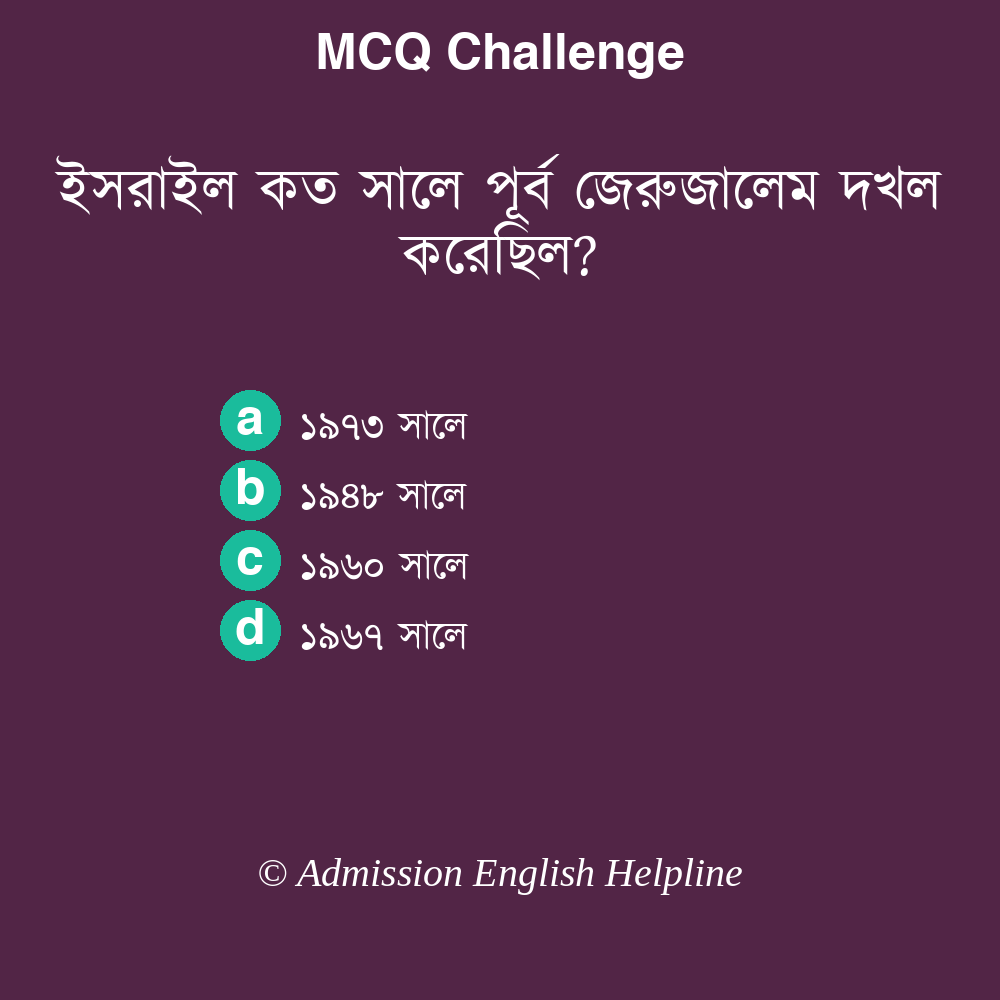 MCQ Challenge
ইসরাইল কত সালে পূর্ব জেরুজালেম দখল
করেছিল?
a ১৯৭৩ সালে
b ১৯৪৮ সালে
c ১৯৬০ সালে
d ১৯৬৭ সালে
© Admission English Helpline